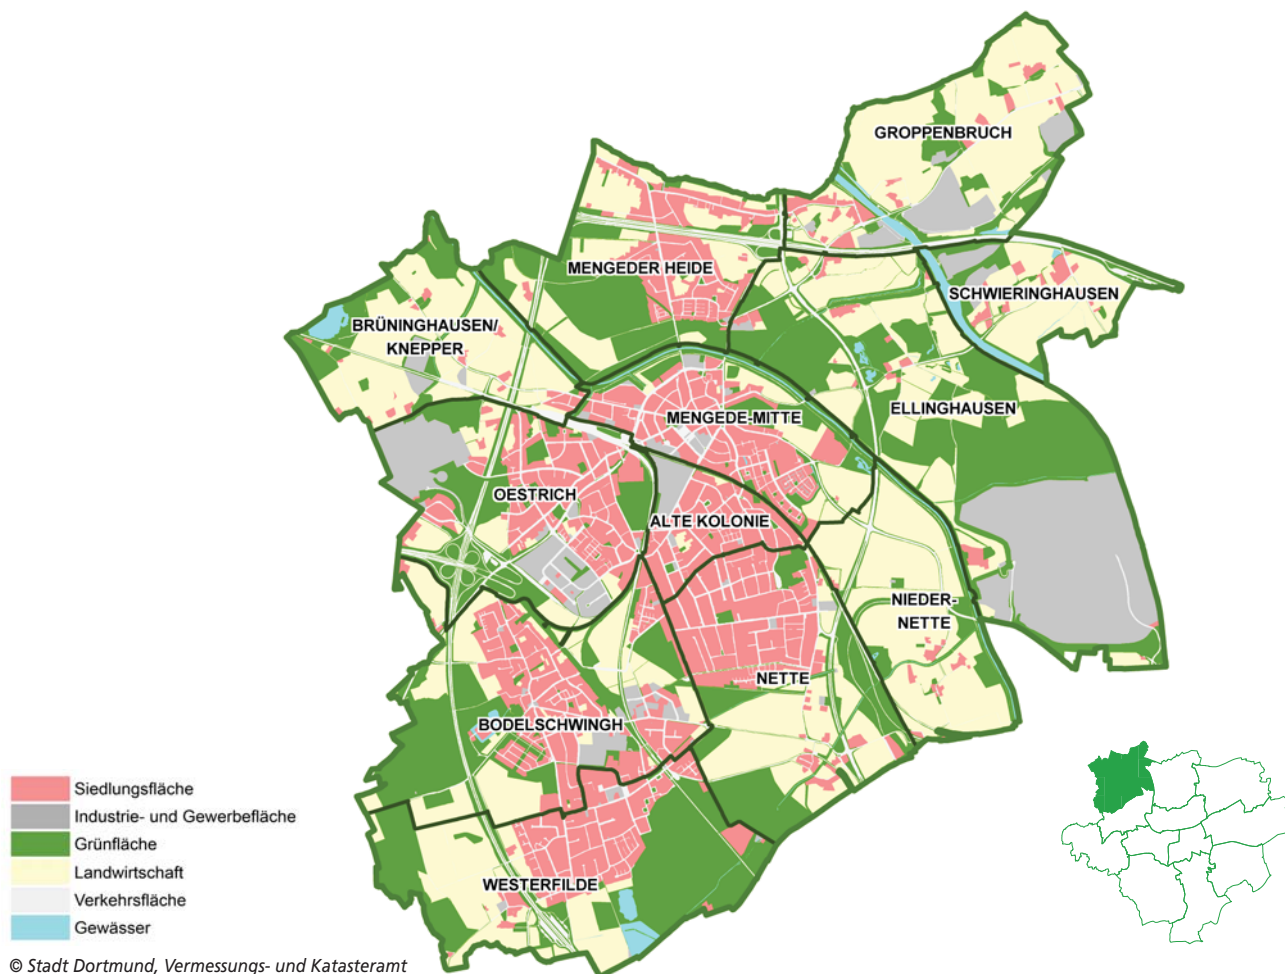 GROPPENBRUCH
MENGEDER HEIDE
SCHWIERINGHAUSEN
BRÜNINGHAUSEN/
KNEPPER
MENGEDE-MITTE
ELLINGHAUSEN
OESTRICH
ALTE KOLONIE
NIEDER-
NETTE
NETTE
BODELSCHWINGH
WESTERFILDE
Siedlungsfläche
Industrie- und Gewerbefläche
Grünfläche
Landwirtschaft
Verkehrsfläche
Gewässer
© Stadt Dortmund, Vermessungs- und Katasteramt